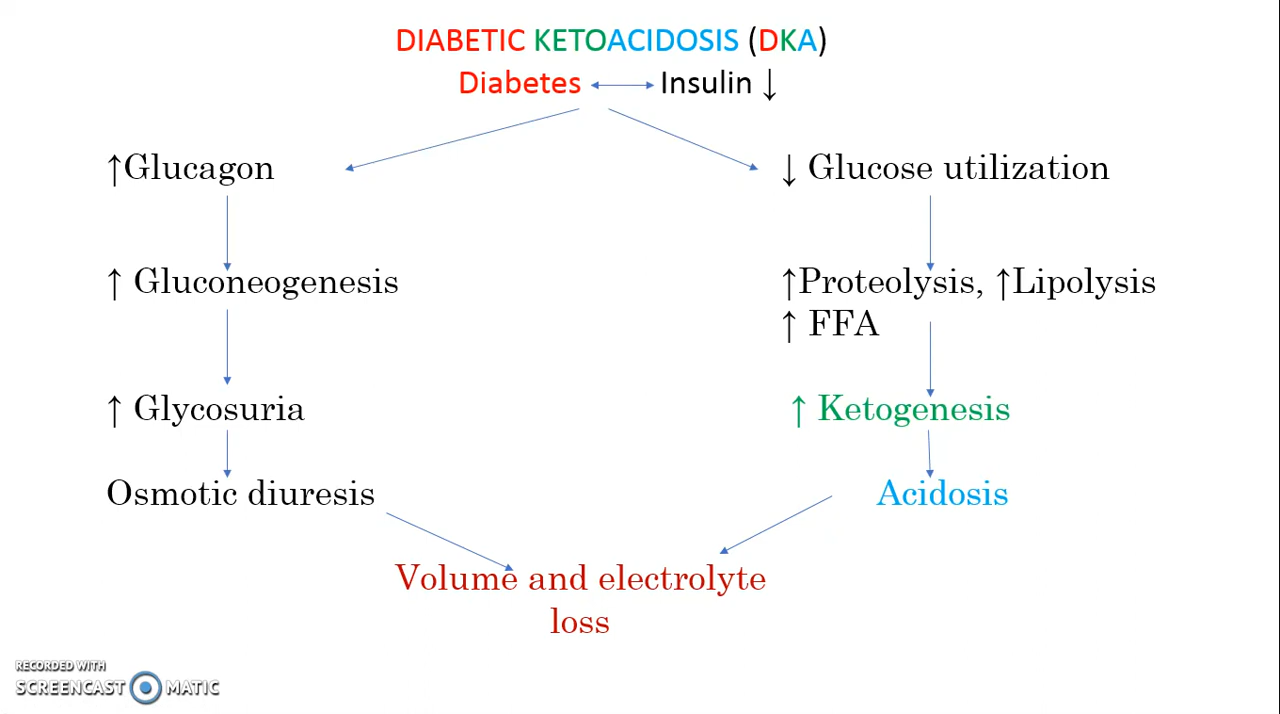 DIABETIC KETOACIDOSIS (DKA)
Diabetes Insulin ↓
↑Glucagon
↓ Glucose utilization
↑ Gluconeogenesis
↑Proteolysis, ↑Lipolysis
↑ FFA
↑ Glycosuria
↑ Ketogenesis
Osmotic diuresis
Acidosis
Volume and electrolyte
loss
RECORDED WITH
SCREENCAST MATIC